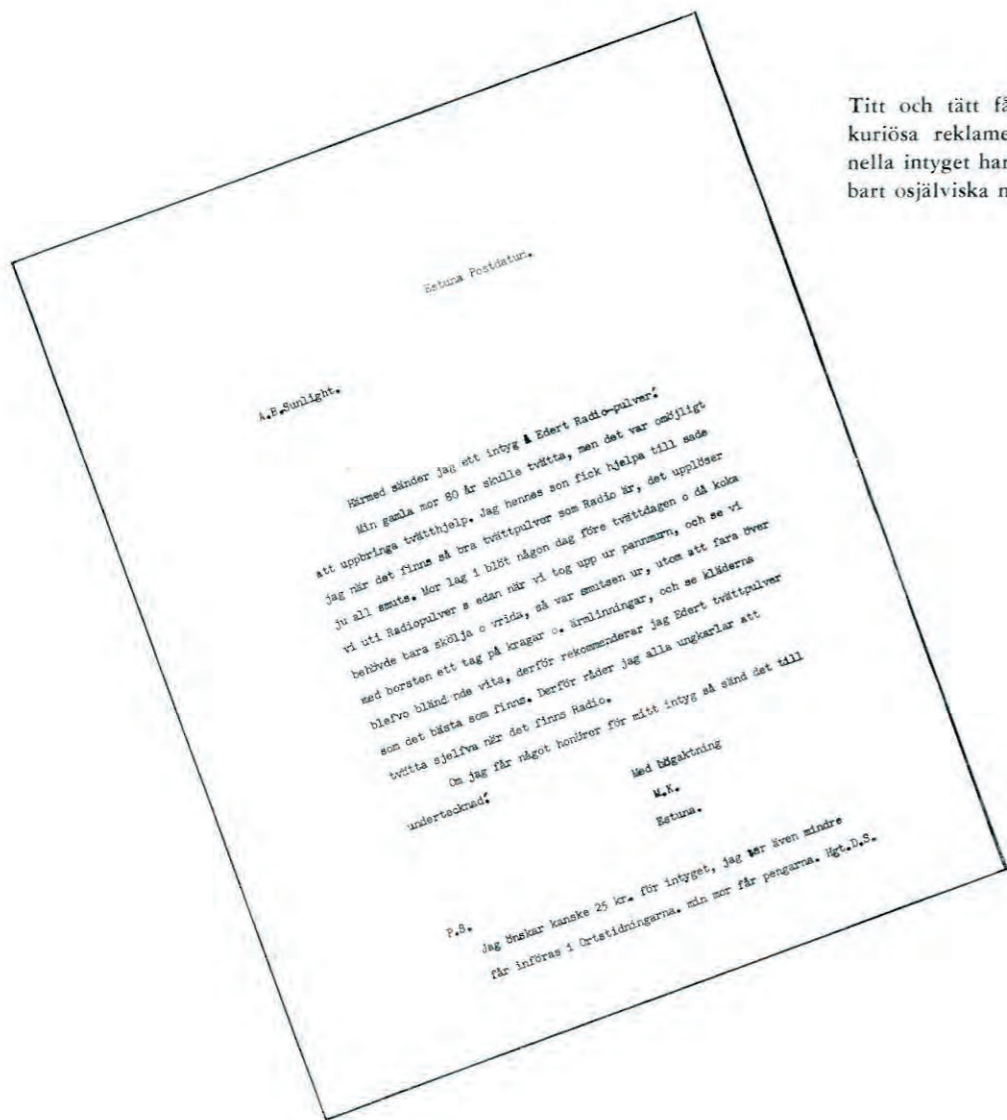 Titt och tätt få
kuriösa reklame
nella intyget har
bart osjälviska m
Estuna Postdatum.
A.B.Sunlight.
Härmed sänder jag ett intyg å Edert Radio-pulver!
Min gamla mor 80 år skulle tvätta, men det var omöjligt
att uppbringa tvätthjelp. Jag hennes son fick hjelpa till sade
jag när det finns så bra tvättpulver som Radio är, det upplöser
ju all smuts. Mor lag i blöt någon dag före tvättdagen o då koka
vi uti Radiopulver s edan när vi tog upp ur pannmurn, och se vi
behövde bara skölja o vrida, så var smutsen ur, utom att fara över
med borsten ett tag på kragar o. ärmlinningar, och se kläderna
blefvo bländ nde vita, derför rekommenderar jag Edert tvättpulver
som det bästa som finns. Derför råder jag alla ungkarlar att
tvätta sjelfva när det finns Radio.
Om jag får något honörer för mitt intyg så sänd det till
undertecknad!
Med högaktning
M.K.
Estuna.
P.S.
Jag önskar kanske 25 kr. för intyget, jag tar även mindre
får införas i Ortstidningarna. min mor får pengarna. Hgt.D.S.